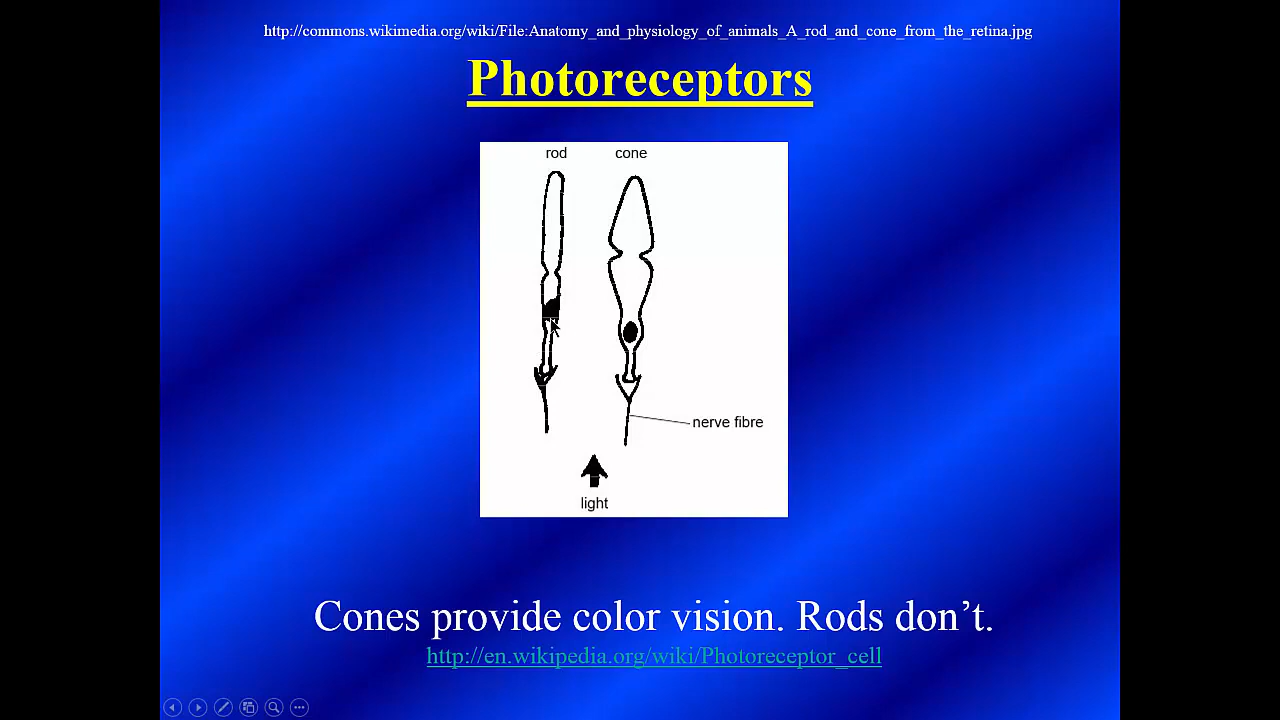 http://commons.wikimedia.org/wiki/File:Anatomy_and_physiology_of_animals_A_rod_and_cone_from_the_retina.jpg
Photoreceptors
rod cone
nerve fibre
light
Cones provide color vision. Rods don’t.
http://en.wikipedia.org/wiki/Photoreceptor_cell